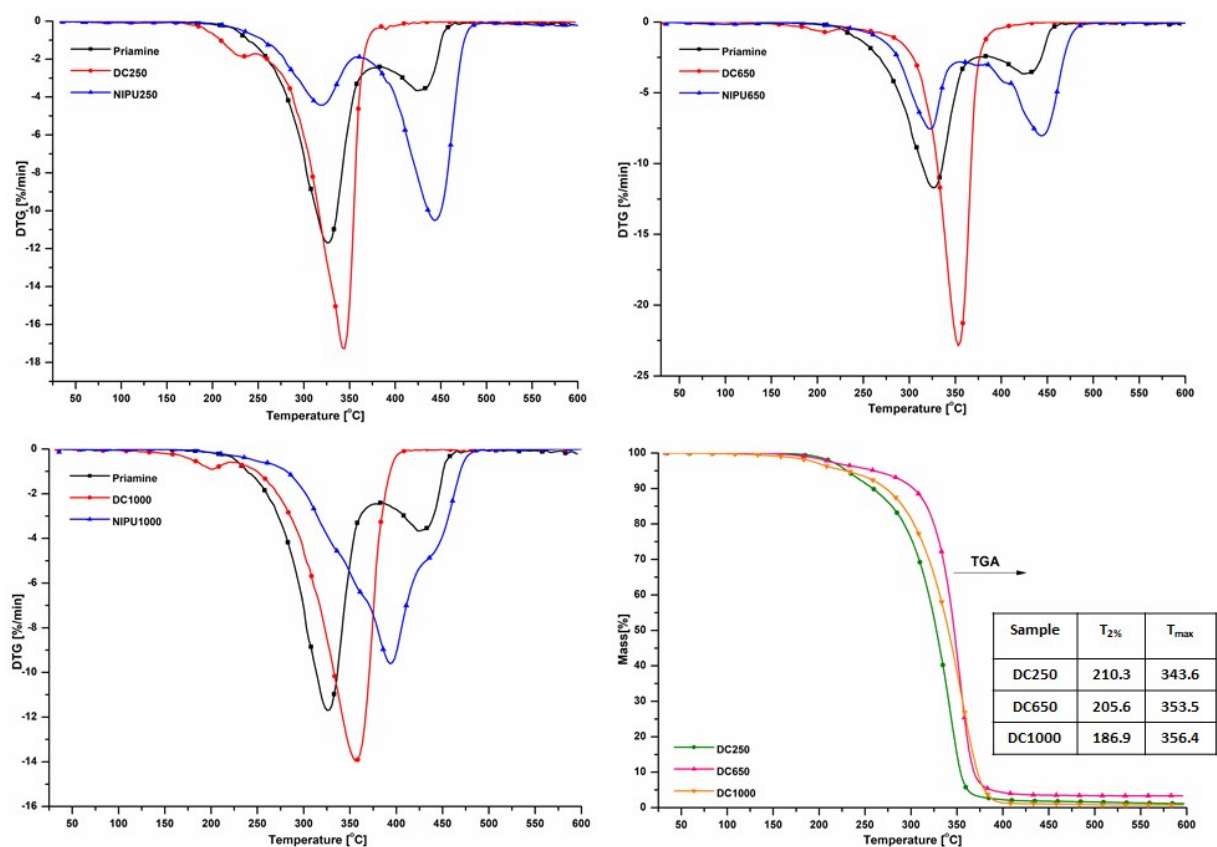 0
-2
-4
-6
-8
-10
-12
-14
-16
-18
DTG [%/min]
Priamine
DC250
NIPU250
50 100 150 200 250 300 350 400 450 500 550 600
Temperature [°C]
0
-5
-10
-15
-20
-25
DTG [%/min]
Priamine
DC650
NIPU650
50 100 150 200 250 300 350 400 450 500 550 600
Temperature [°C]
0
-2
-4
-6
-8
-10
-12
-14
-16
DTG [%/min]
Priamine
DC1000
NIPU1000
50 100 150 200 250 300 350 400 450 500 550 600
Temperature [°C]
100
90
80
70
60
50
40
30
20
10
0
Mass[%]
TGA
Sample T2% Tmax
DC250 210.3 343.6
DC650 205.6 353.5
DC1000 186.9 356.4
DC250
DC650
DC1000
50 100 150 200 250 300 350 400 450 500 550 600
Temperature [°C]